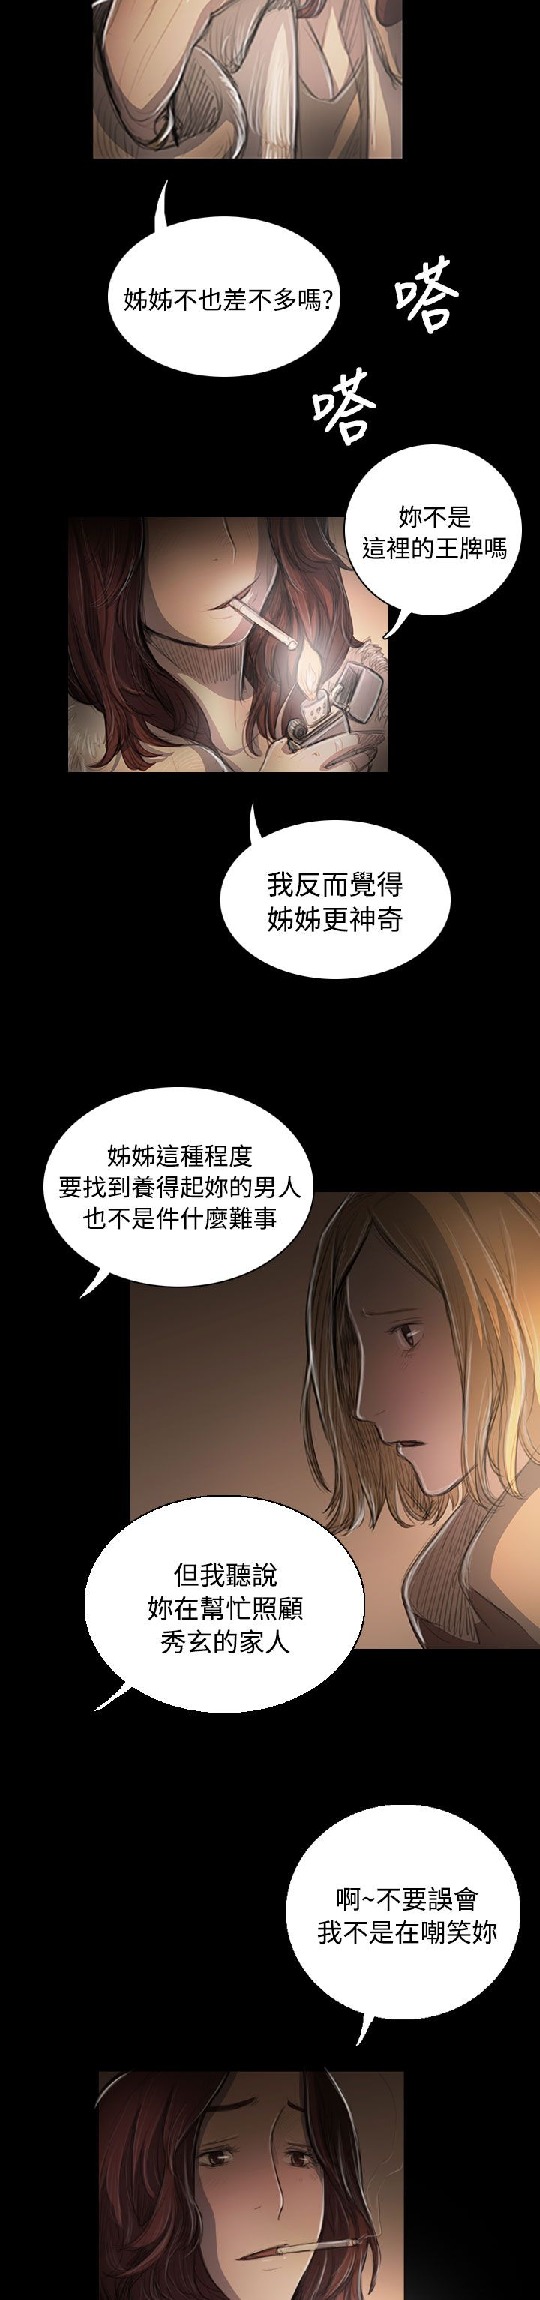 姊姊不也差不多嗎?
嗒
嗒
妳不是
這裡的王牌嗎
我反而覺得
姊姊更神奇
姊姊這種程度
要找到養得起妳的男人
也不是件什麼難事
但我聽說
妳在幫忙照顧
秀玄的家人
啊~不要誤會
我不是在嘲笑妳